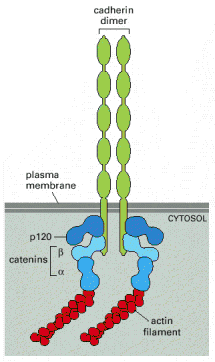 cadherin
dimer
plasma
membrane
CYTOSOL
p120
catenins
β
α
actin
filament